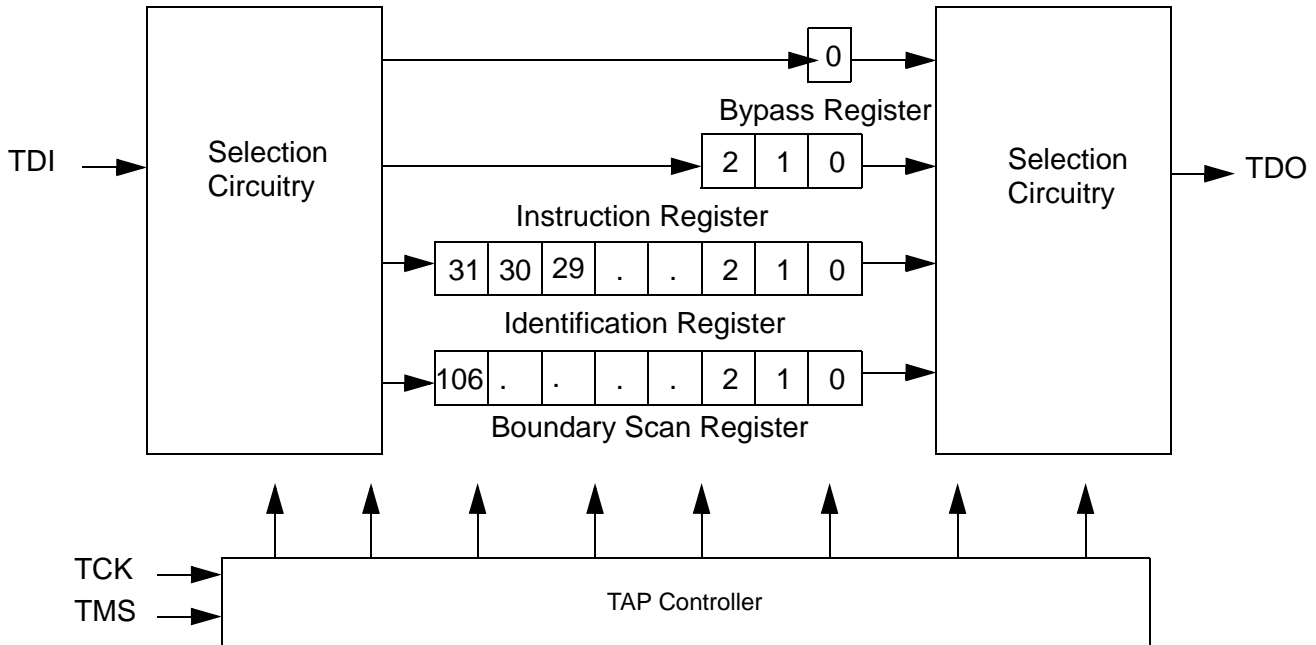 0
Bypass Register
TDI
Selection
Circuitry
2 1 0
Selection
Circuitry
TDO
Instruction Register
31 30 29 . . 2 1 0
Identification Register
106 . . . . 2 1 0
Boundary Scan Register
TCK
TMS
TAP Controller